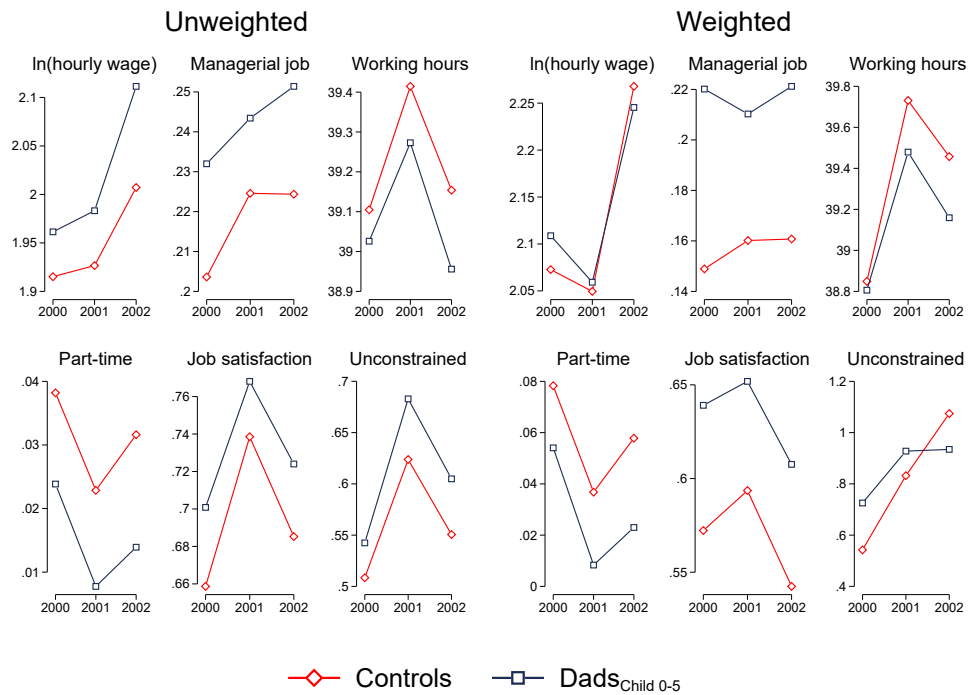 Unweighted Weighted
ln(hourly wage) Managerial job Working hours ln(hourly wage) Managerial job Working hours
2.1 2 1.95 1.9 2000 2001 2002
.25 .24 .23 .22 .21 .2 2000 2001 2002
39.4 39.3 39.2 39.1 39 38.9 2000 2001 2002
2.25 2.2 2.15 2.1 2.05 2000 2001 2002
.22 .2 .18 .16 .14 2000 2001 2002
39.8 39.6 39.4 39.2 39 38.8 2000 2001 2002
Part-time Job satisfaction Unconstrained Part-time Job satisfaction Unconstrained
.04 .03 .02 .01 2000 2001 2002
.76 .74 .72 .7 .68 .66 2000 2001 2002
.7 .65 .6 .55 .5 2000 2001 2002
.08 .06 .04 .02 0 2000 2001 2002
.65 .6 .55 2000 2001 2002
1.2 1 .8 .6 .4 2000 2001 2002
Controls Dads Child 0-5